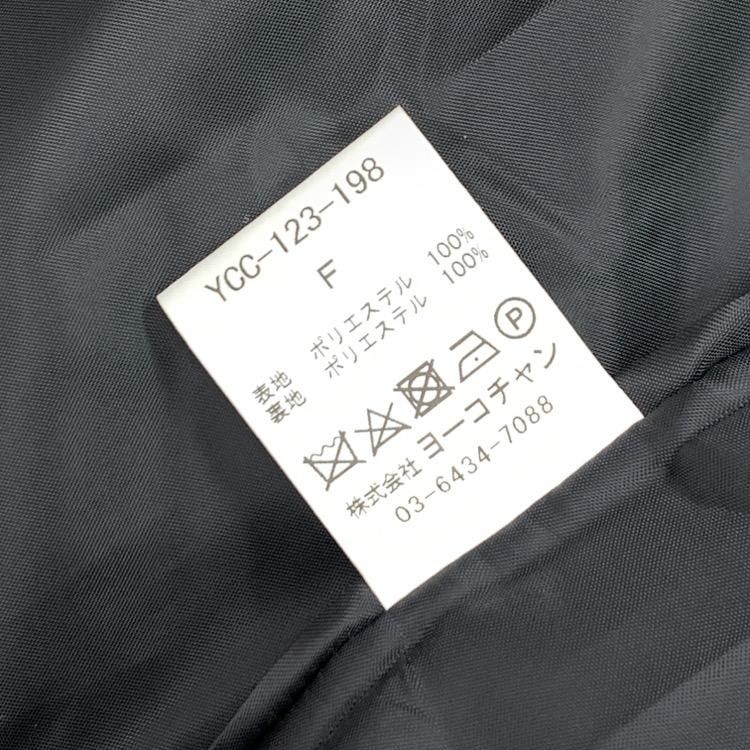 YCC-123-198
F
表地 ポリエステル 100%
裏地 ポリエステル 100%
P
株式会社 ヨーコチャン
03-6434-7088